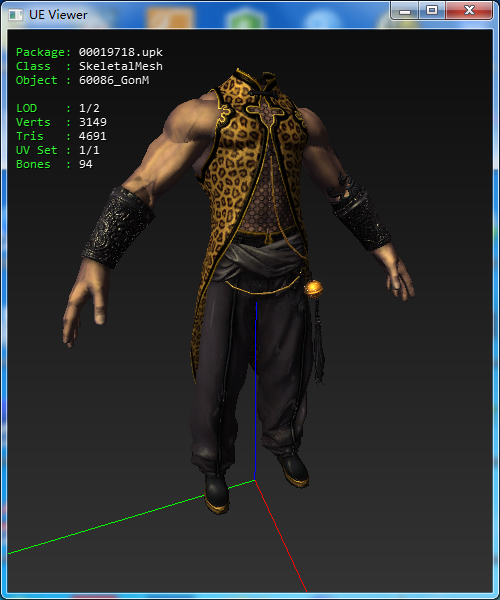 UE Viewer
Package: 00019718.upk
Class : SkeletalMesh
Object : 60086_GonM
LOD : 1/2
Verts : 3149
Tris : 4691
UV Set : 1/1
Bones : 94